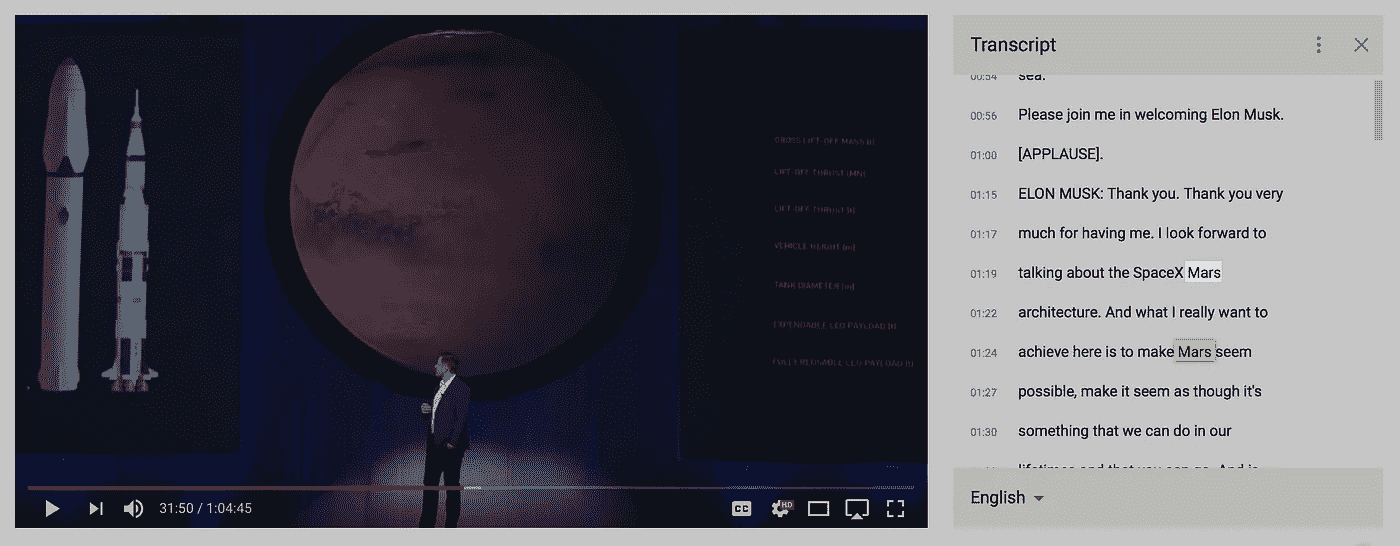 GROSS LIFT-OFF MASS (t)
LIFT-OFF THRUST (MN)
LIFT-OFF THRUST (t)
VEHICLE HEIGHT (m)
TANK DIAMETER (m)
EXPENDABLE LEO PAYLOAD (t)
FULLY REUSABLE LEO PAYLOAD (t)
31:50 / 1:04:45
CC
HD
Transcript
00:54 sea.
00:56 Please join me in welcoming Elon Musk.
01:00 [APPLAUSE].
01:15 ELON MUSK: Thank you. Thank you very
01:17 much for having me. I look forward to
01:19 talking about the SpaceX Mars
01:22 architecture. And what I really want to
01:24 achieve here is to make Mars seem
01:27 possible, make it seem as though it's
01:30 something that we can do in our
lifetimes and that you can go. And is
English